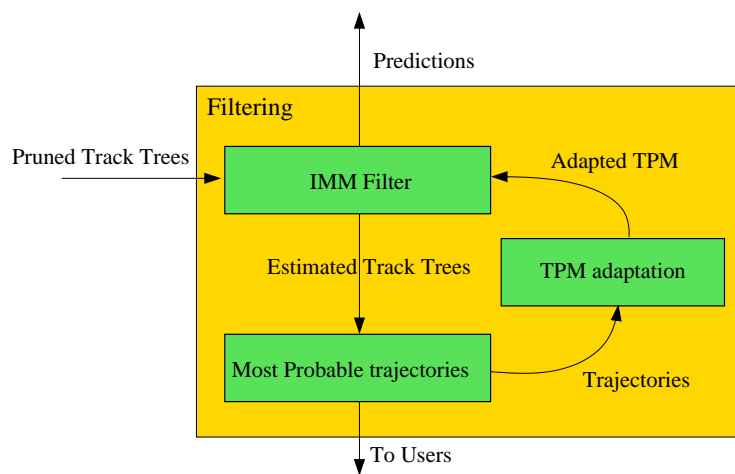 Predictions
Filtering
Pruned Track Trees
Adapted TPM
IMM Filter
Estimated Track Trees
TPM adaptation
Most Probable trajectories
Trajectories
To Users